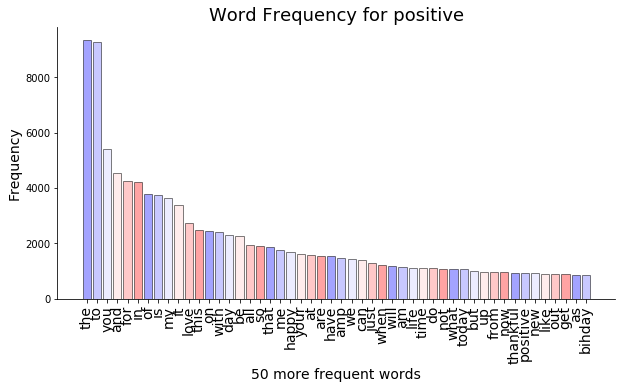 Word Frequency for positive
Frequency
8000
6000
4000
2000
0
the to you and for in of is my it love this on with day be all so that me happy your at are have amp we can just when will am life time do not what today but up from now thankful positive new like out get as bihday
50 more frequent words